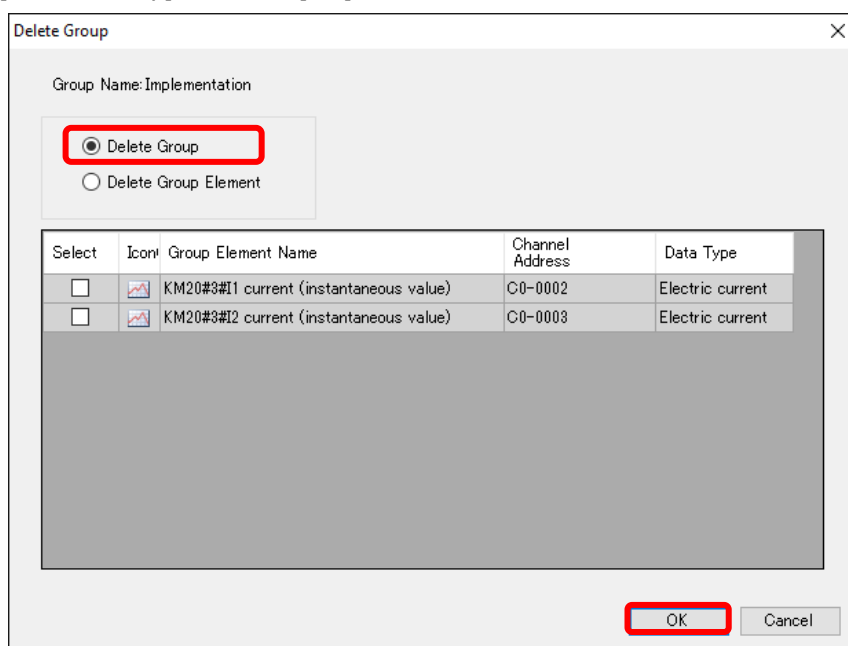 Delete Group
Group Name:Implementation
Delete Group
Delete Group Element
Select Icon Group Element Name Channel Address Data Type
KM20#3#I1 current (instantaneous value) C0-0002 Electric current
KM20#3#I2 current (instantaneous value) C0-0003 Electric current
OK Cancel